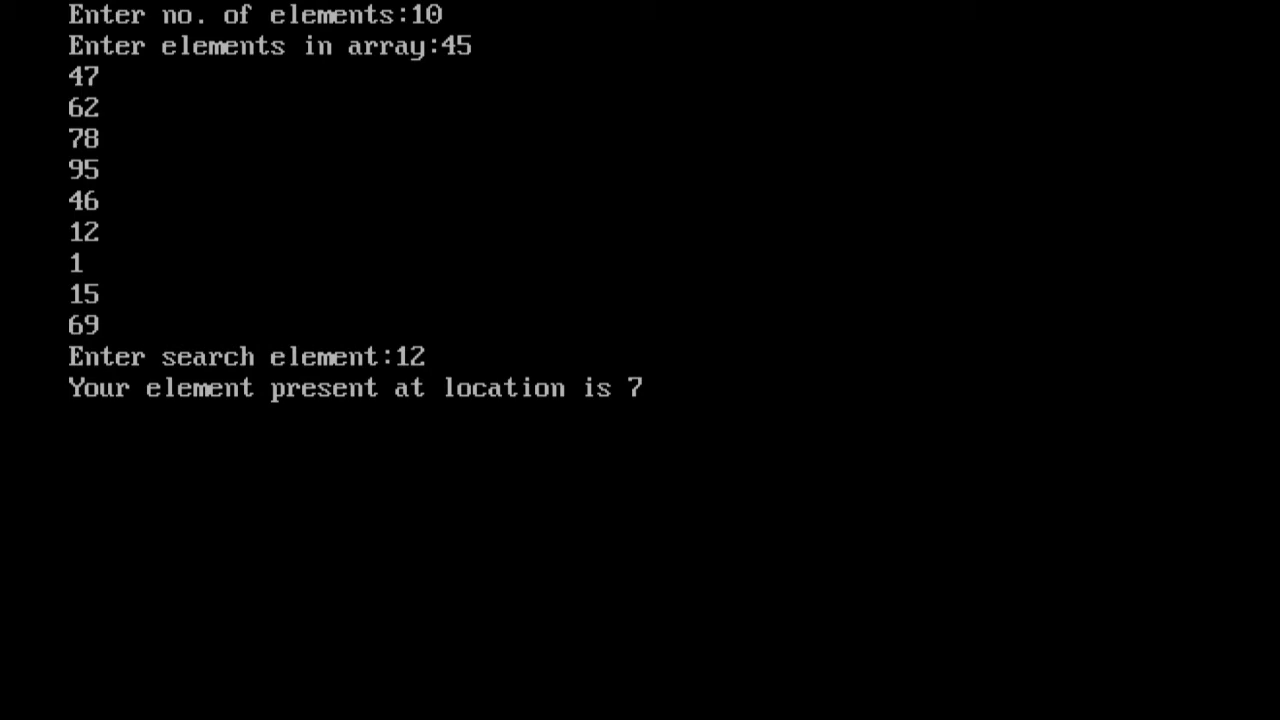 Enter no. of elements:10
Enter elements in array:45
47
62
78
95
46
12
1
15
69
Enter search element:12
Your element present at location is 7